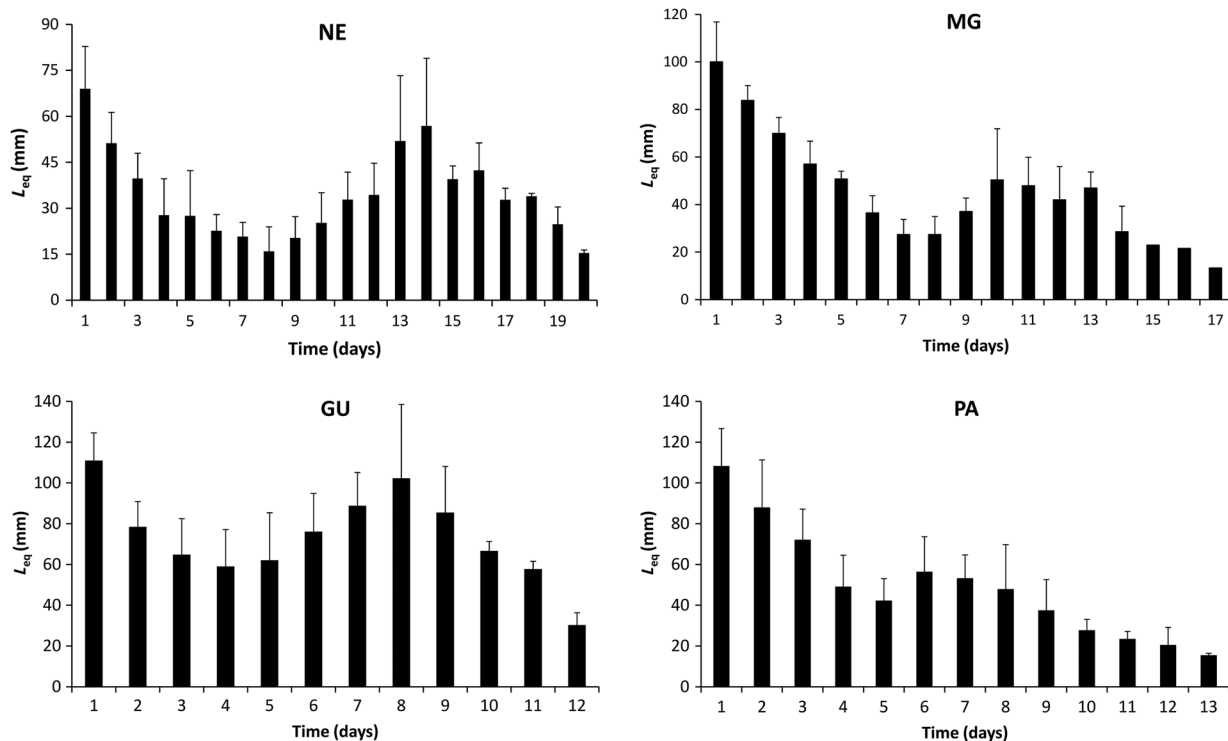 NE
90
75
60
45
30
15
0
Leq (mm)
1 3 5 7 9 11 13 15 17 19
Time (days)
MG
120
100
80
60
40
20
0
Leq (mm)
1 3 5 7 9 11 13 15 17
Time (days)
GU
140
120
100
80
60
40
20
0
Leq (mm)
1 2 3 4 5 6 7 8 9 10 11 12
Time (days)
PA
140
120
100
80
60
40
20
0
Leq (mm)
1 2 3 4 5 6 7 8 9 10 11 12 13
Time (days)